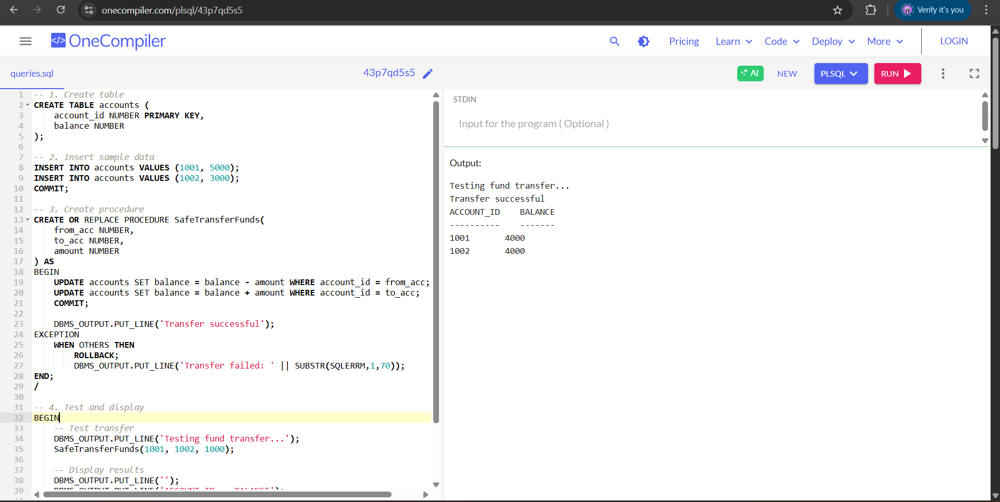 onecompiler.com/plsql/43p7qd5s5
Verify it's you
</> OneCompiler
Pricing
Learn
Code
Deploy
More
LOGIN
queries.sql
43p7qd5s5
AI
NEW
PLSQL
RUN
1 -- 1. Create table
2 CREATE TABLE accounts (
3     account_id NUMBER PRIMARY KEY,
4     balance NUMBER
5 );
6
7 -- 2. Insert sample data
8 INSERT INTO accounts VALUES (1001, 5000);
9 INSERT INTO accounts VALUES (1002, 3000);
10 COMMIT;
11
12 -- 3. Create procedure
13 CREATE OR REPLACE PROCEDURE SafeTransferFunds(
14     from_acc NUMBER,
15     to_acc NUMBER,
16     amount NUMBER
17 ) AS
18 BEGIN
19     UPDATE accounts SET balance = balance - amount WHERE account_id = from_acc;
20     UPDATE accounts SET balance = balance + amount WHERE account_id = to_acc;
21     COMMIT;
22
23     DBMS_OUTPUT.PUT_LINE('Transfer successful');
24 EXCEPTION
25     WHEN OTHERS THEN
26         ROLLBACK;
27         DBMS_OUTPUT.PUT_LINE('Transfer failed: ' || SUBSTR(SQLERRM,1,70));
28 END;
29 /
30
31 -- 4. Test and display
32 BEGIN
33     -- Test transfer
34     DBMS_OUTPUT.PUT_LINE('Testing fund transfer...');
35     SafeTransferFunds(1001, 1002, 1000);
36
37     -- Display results
38     DBMS_OUTPUT.PUT_LINE('');
39     DBMS_OUTPUT.PUT_LINE('ACCOUNT_ID    BALANCE');
STDIN
Input for the program ( Optional )
Output:
Testing fund transfer...
Transfer successful
ACCOUNT_ID    BALANCE
----------    -------
1001       4000
1002       4000